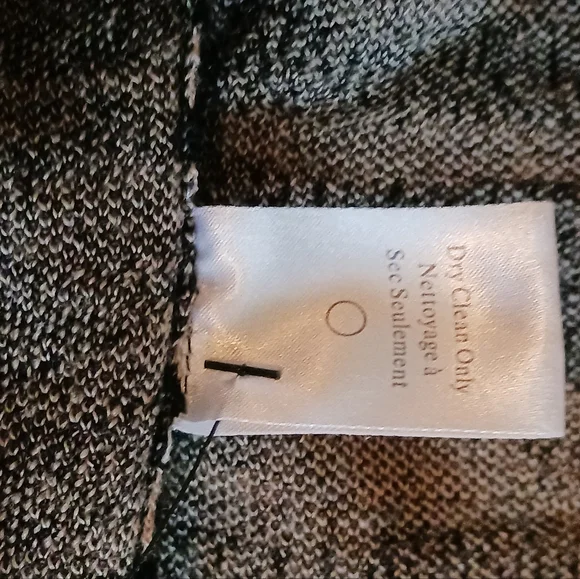 Dry Clean Only
Nettoyage à
Sec Seulement